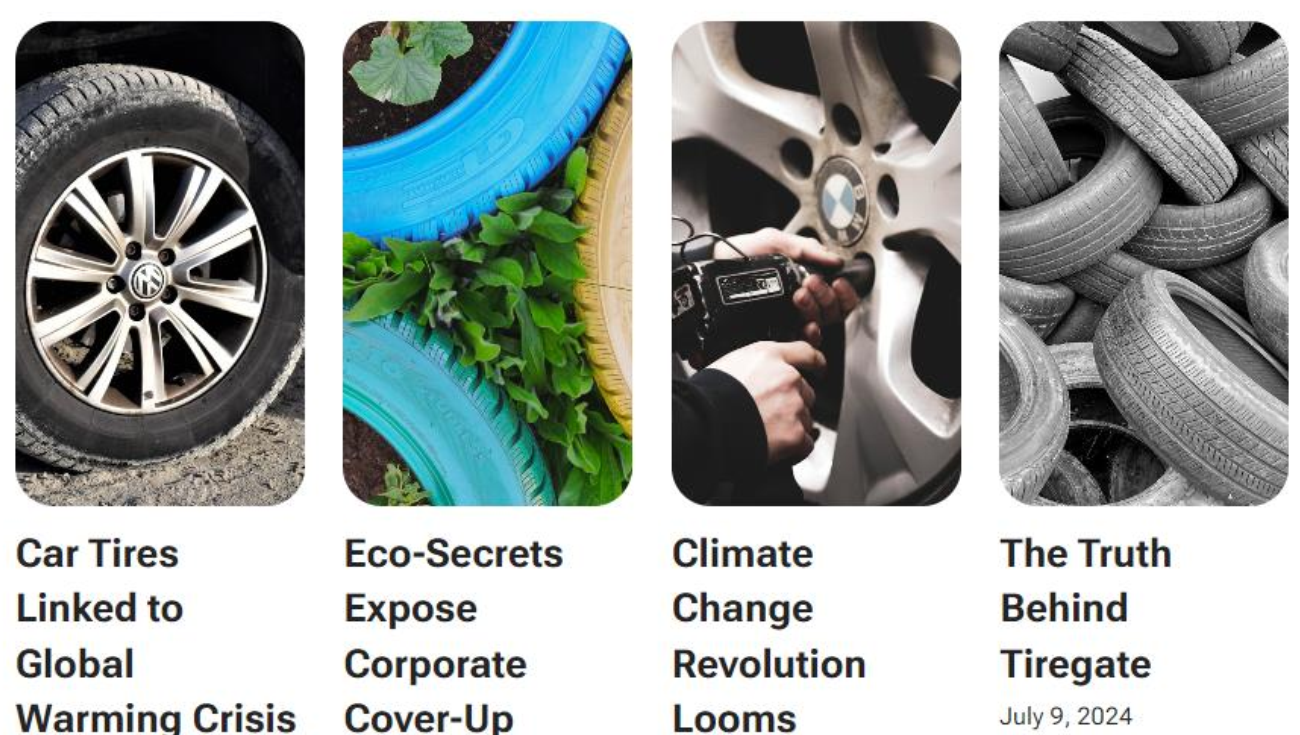 Car Tires
Linked to
Global
Warming Crisis
Eco-Secrets
Expose
Corporate
Cover-Up
Climate
Change
Revolution
Looms
The Truth
Behind
Tiregate
July 9, 2024